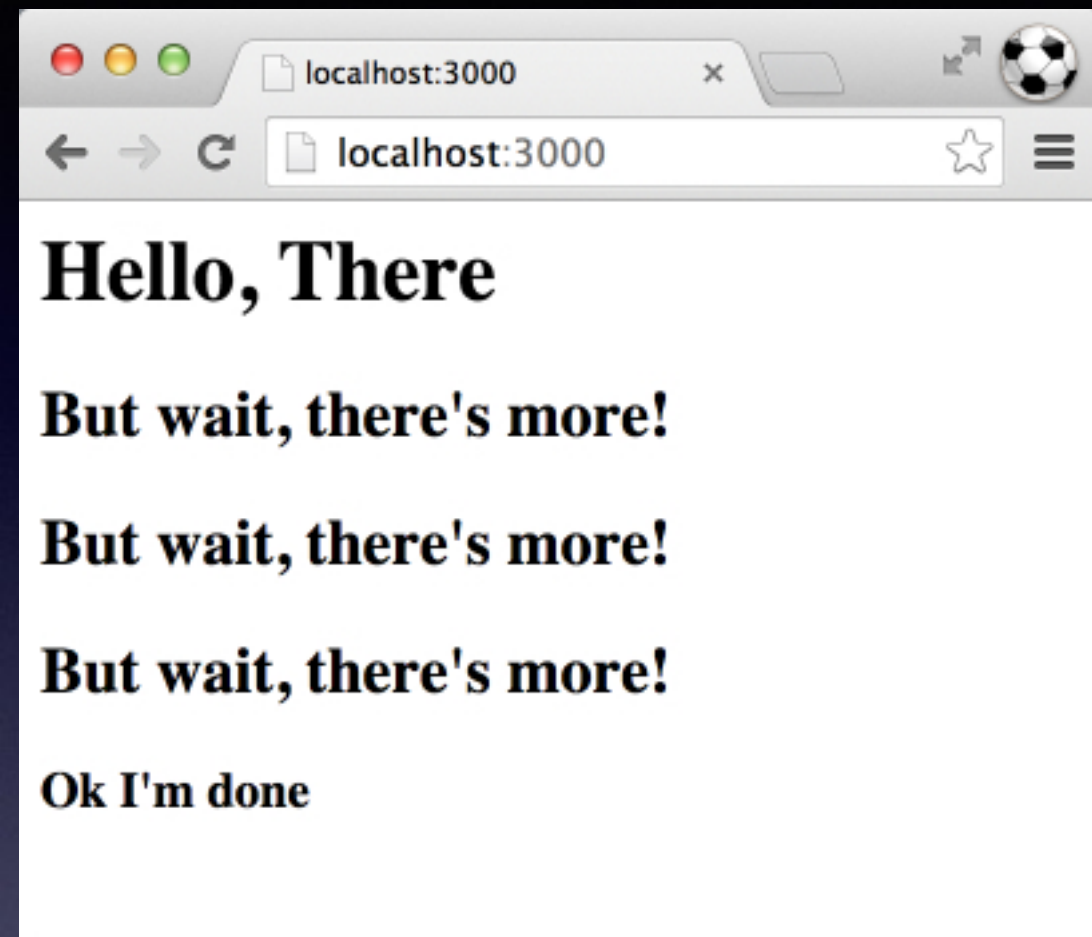 localhost:3000
localhost:3000
Hello, There
But wait, there's more!
But wait, there's more!
But wait, there's more!
Ok I'm done